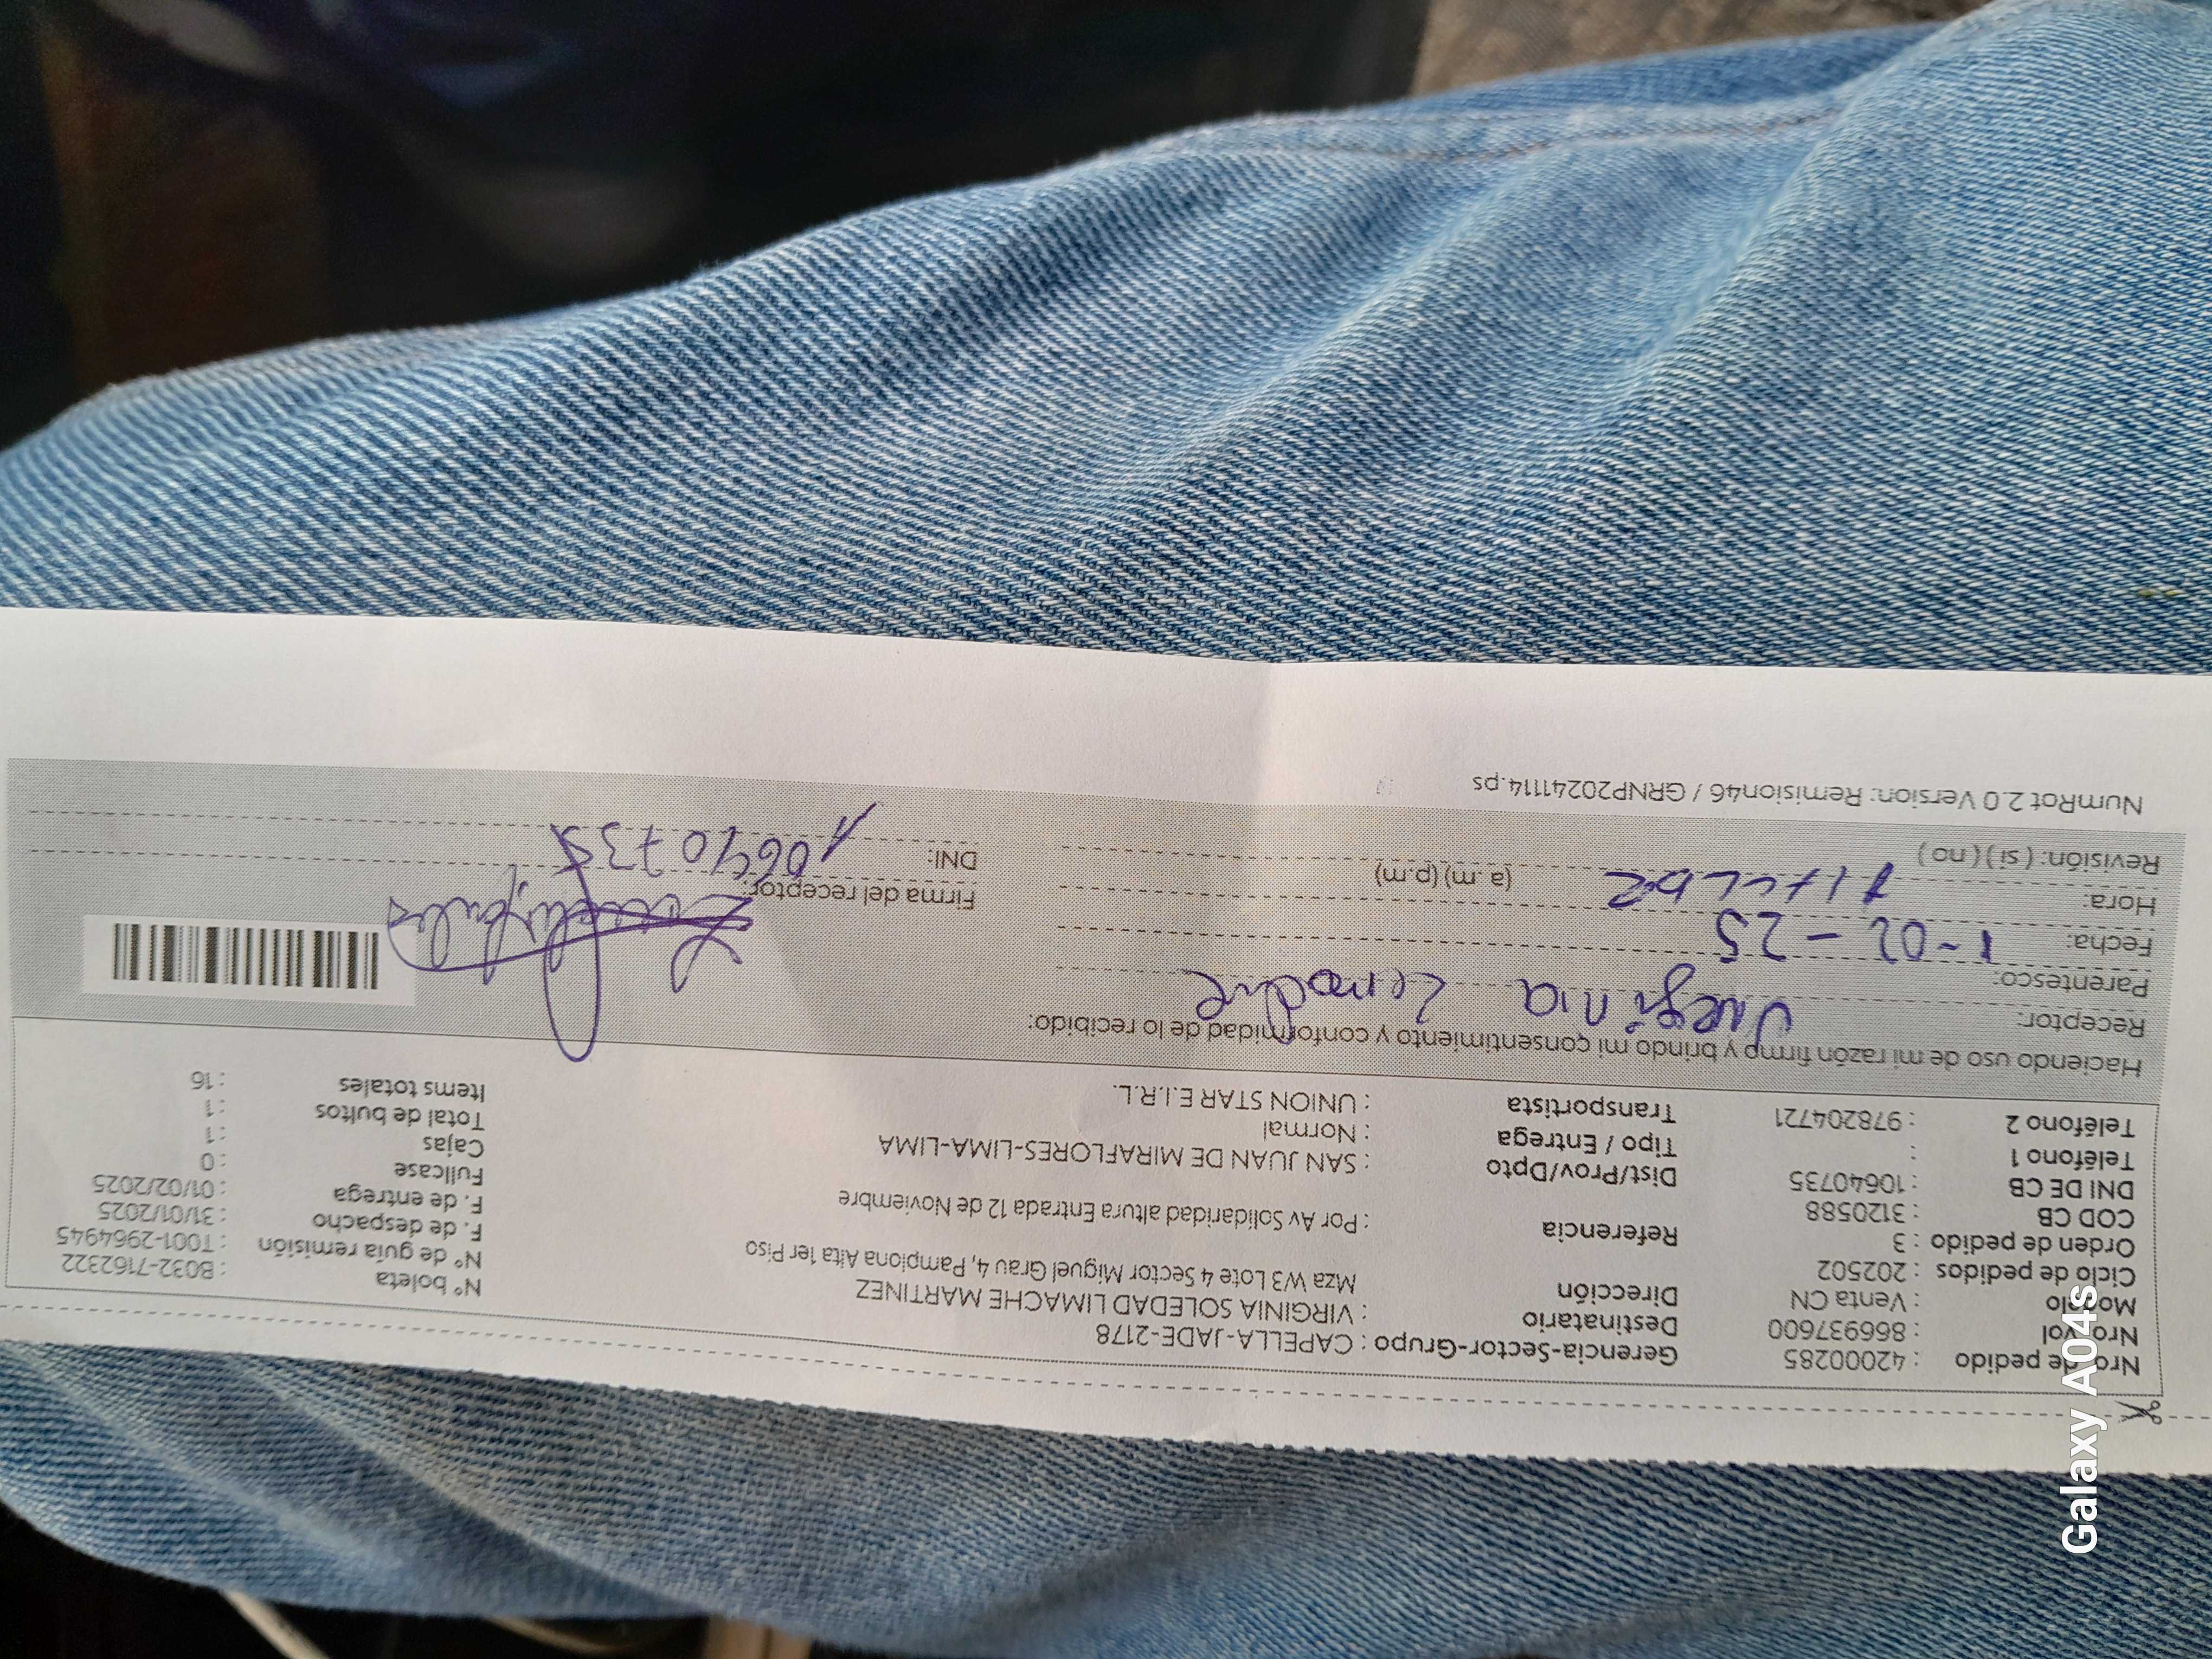 Nro de pedido : 42000285
Nro vol : 866937600
Modelo : Venta CN
Ciclo de pedidos : 202502
Orden de pedido : 3
COD CB : 3120588
DNI DE CB : 10640735
Teléfono 1 :
Teléfono 2 : 978204721
Gerencia-Sector-Grupo : CAPELLA-JADE-2178
Destinatario : VIRGINIA SOLEDAD LIMACHE MARTINEZ
Dirección Mza W3 Lote 4 Sector Miguel Grau 4, Pamplona Alta 1er Piso
Referencia : Por Av Solidaridad altura Entrada 12 de Noviembre
Dist/Prov/Dpto : SAN JUAN DE MIRAFLORES-LIMA-LIMA
Tipo / Entrega : Normal
Transportista : UNION STAR E.I.R.L.
N° boleta : B032-7162322
N° de guía remisión : T001-2964945
F. de despacho : 31/01/2025
F. de entrega : 01/02/2025
Fullcase : 0
Cajas : 1
Total de bultos : 1
Items totales : 16
Haciendo uso de mi razón firmo y brindo mi consentimiento y conformidad de lo recibido:
Receptor:
Parentesco:
Fecha: 1-02-25
Hora: (a.m) (p.m)
Revisión: ( si ) ( no )
Firma del receptor:
DNI: 10640735
NumRot 2.0 Version: Remision46 / GRNP20241114.ps
Galaxy A04s